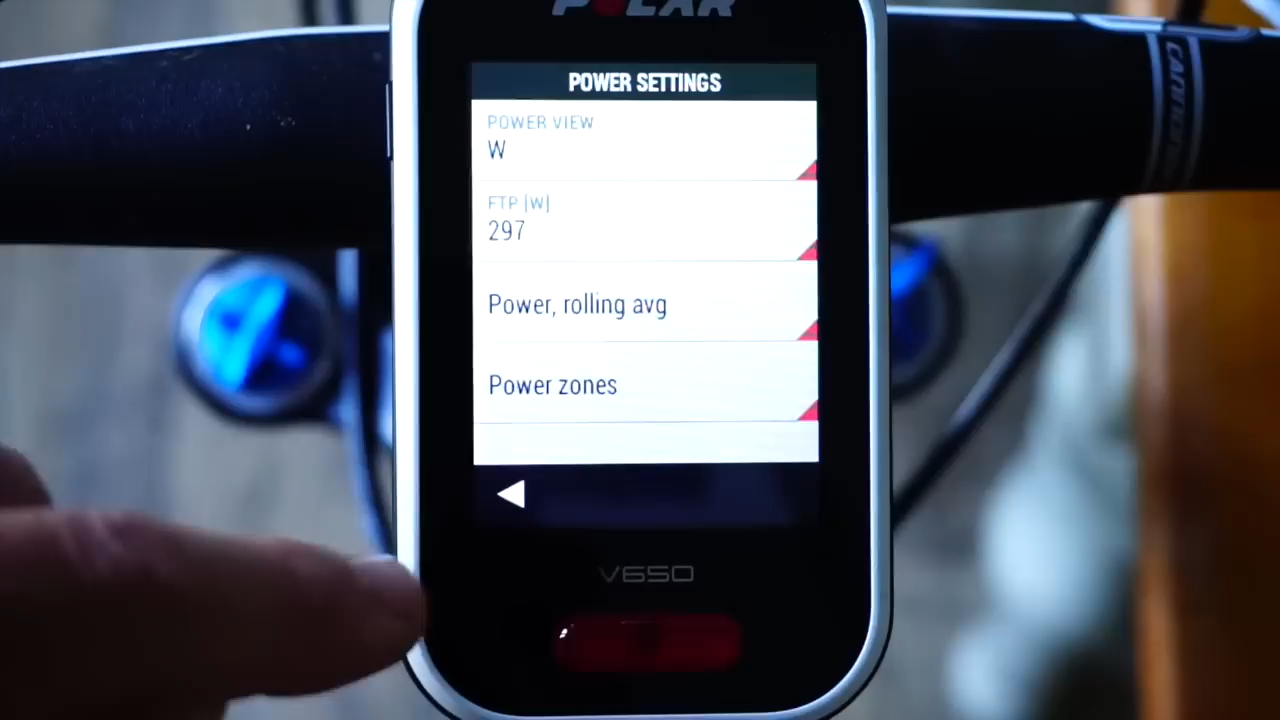 POLAR
POWER SETTINGS
POWER VIEW
W
FTP [W]
297
Power, rolling avg
Power zones
V650